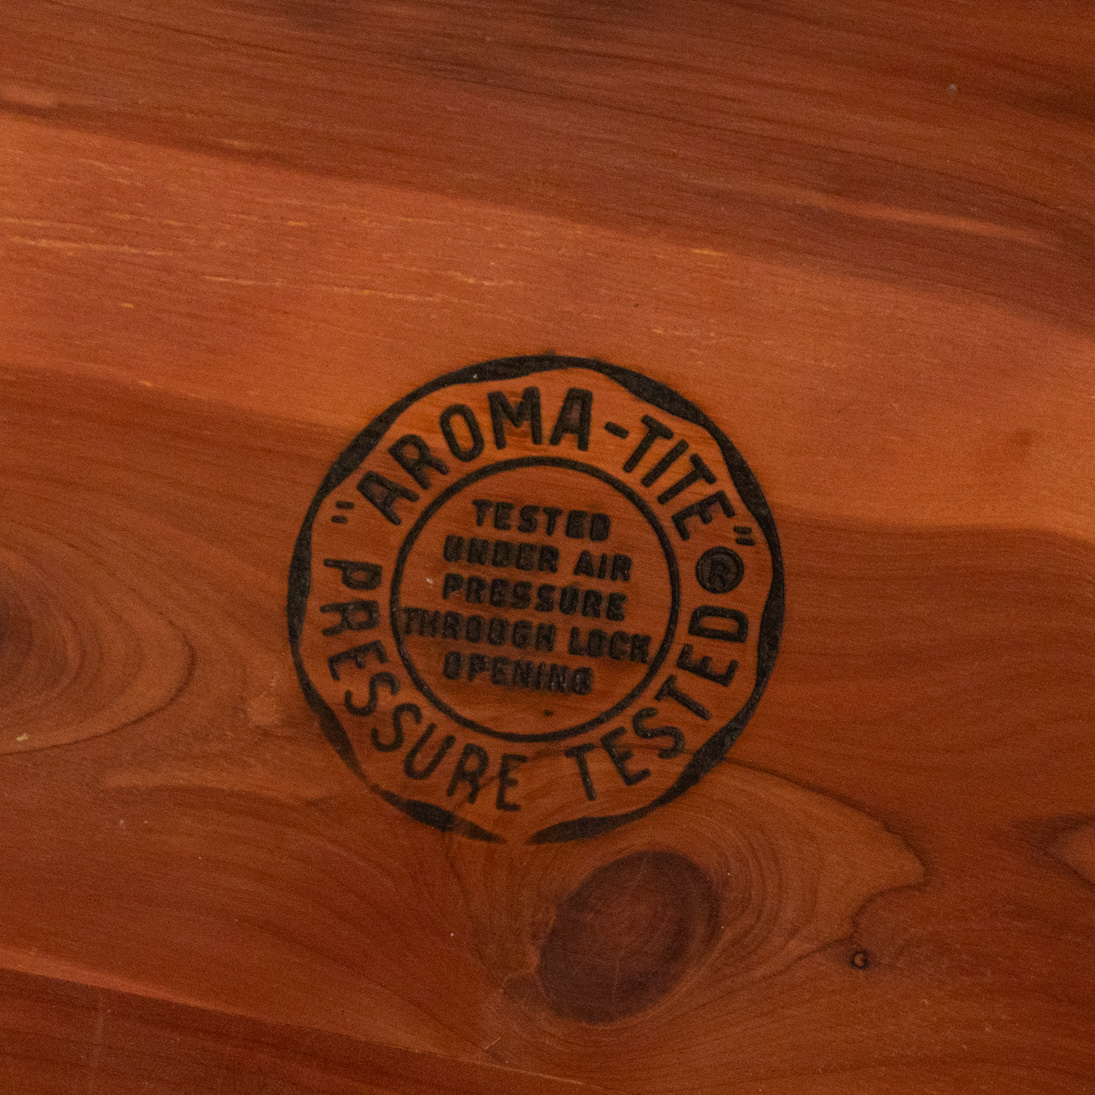 "AROMA-TITE"®
PRESSURE TESTED
TESTED
UNDER AIR
PRESSURE
THROUGH LOCK
OPENING